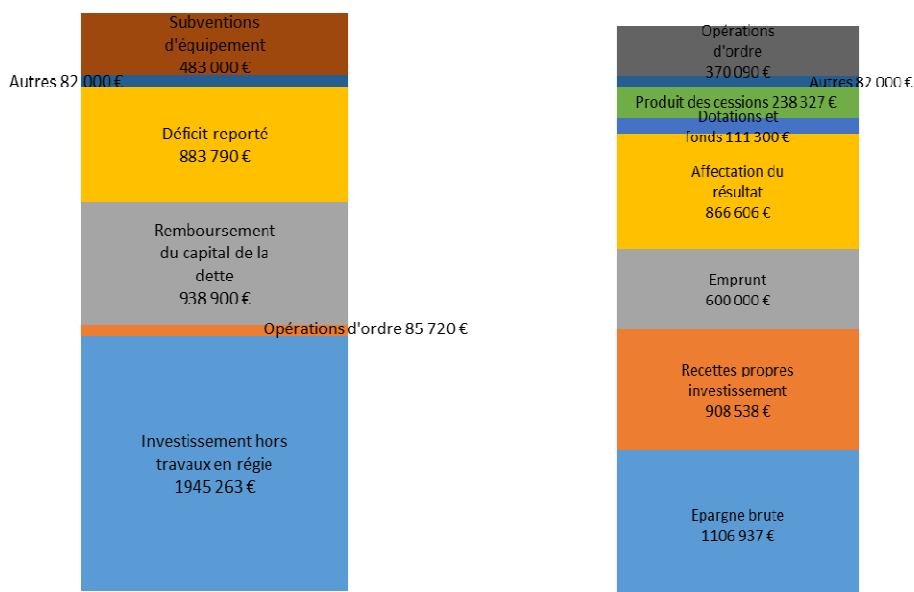 Subventions
d'équipement
483 000 €
Autres 82 000 €
Déficit reporté
883 790 €
Remboursement
du capital de la
dette
938 900 €
Opérations d'ordre 85 720 €
Investissement hors
travaux en régie
1945 263 €
Opérations
d'ordre
370 090 €
Autres 82 000 €
Produit des cessions 238 327 €
Dotations et
fonds 111 300 €
Affectation du
résultat
866 606 €
Emprunt
600 000 €
Recettes propres
investissement
908 538 €
Epargne brute
1106 937 €